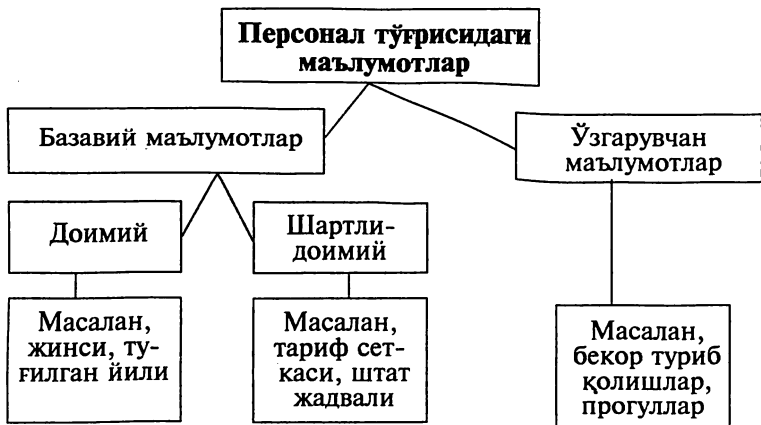 Персонал тўғрисидаги
маълумотлар
Базавий маълумотлар
Ўзгарувчан
маълумотлар
Доимий
Шартли-
доимий
Масалан,
жинси, ту-
ғилган йили
Масалан,
тариф сет-
каси, штат
жадвали
Масалан,
бекор туриб
қолишлар,
прогуллар